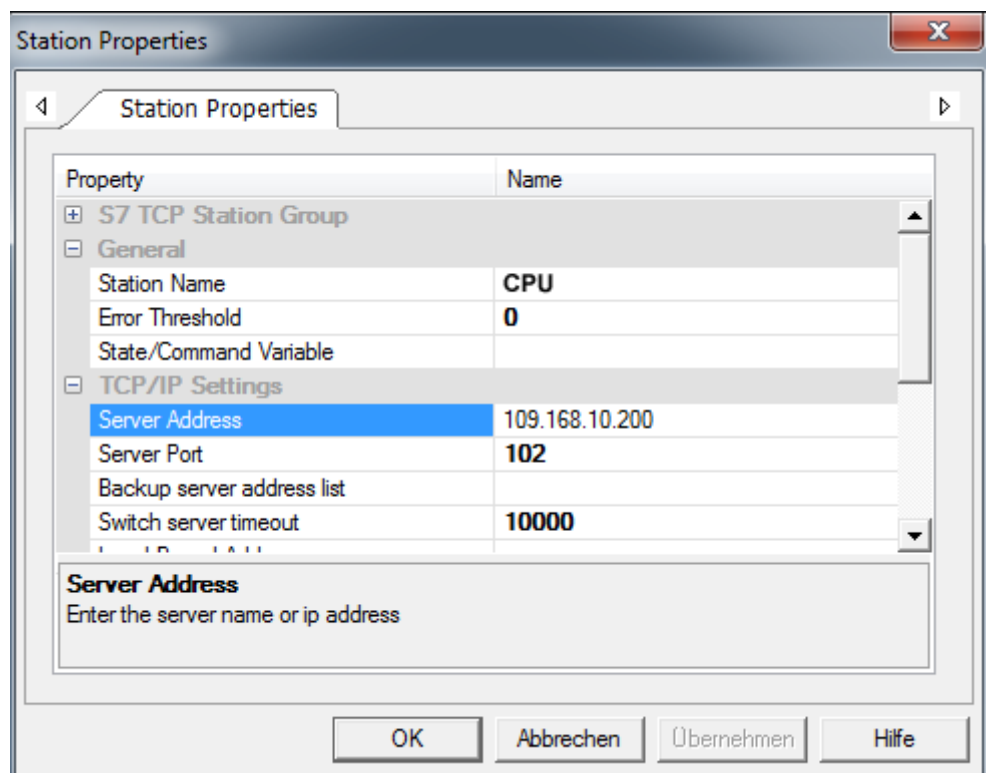 Station Properties
Station Properties
Property Name
S7 TCP Station Group
General
Station Name CPU
Error Threshold 0
State/Command Variable
TCP/IP Settings
Server Address 109.168.10.200
Server Port 102
Backup server address list
Switch server timeout 10000
Server Address
Enter the server name or ip address
OK Abbrechen Übernehmen Hilfe